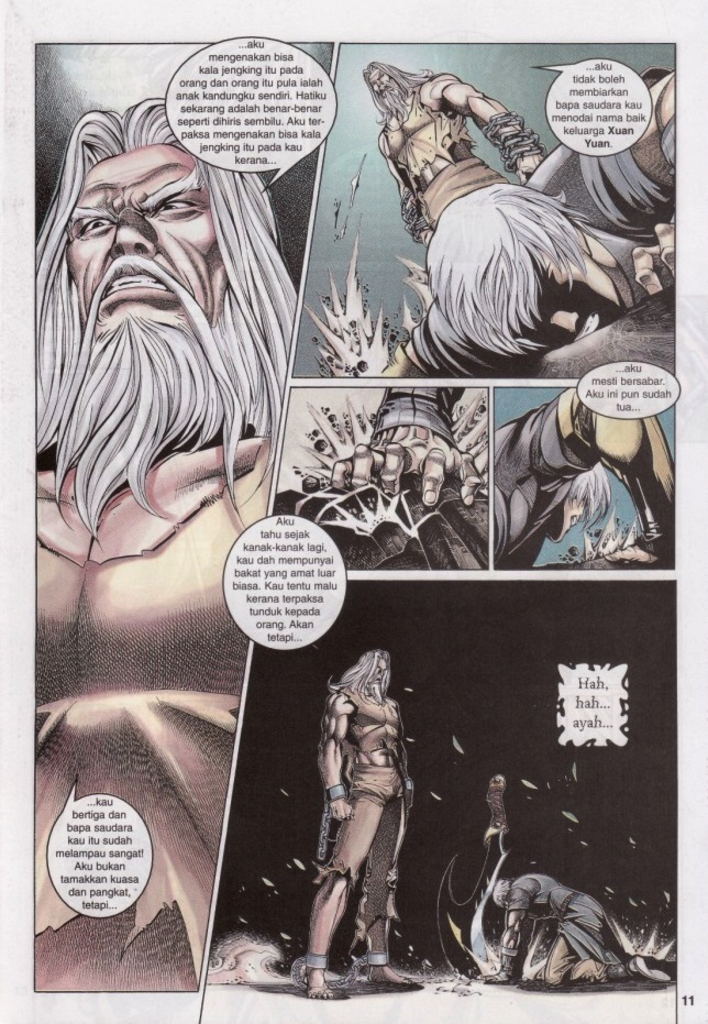 ...aku
mengenakan bisa
kala jengking itu pada
orang dan orang itu pula ialah
anak kandungku sendiri. Hatiku
sekarang adalah benar-benar
seperti dihiris sembilu. Aku ter-
paksa mengenakan bisa kala
jengking itu pada kau
kerana...
...aku
tidak boleh
membiarkan
bapa saudara kau
menodai nama baik
keluarga Xuan
Yuan.
...aku
mesti bersabar.
Aku ini pun sudah
tua...
Aku
tahu sejak
kanak-kanak lagi,
kau dah mempunyai
bakat yang amat luar
biasa. Kau tentu malu
kerana terpaksa
tunduk kepada
orang. Akan
tetapi...
Hah,
hah...
ayah...
...kau
bertiga dan
bapa saudara
kau itu sudah
melampau sangat!
Aku bukan
tamakkan kuasa
dan pangkat,
tetapi...
11